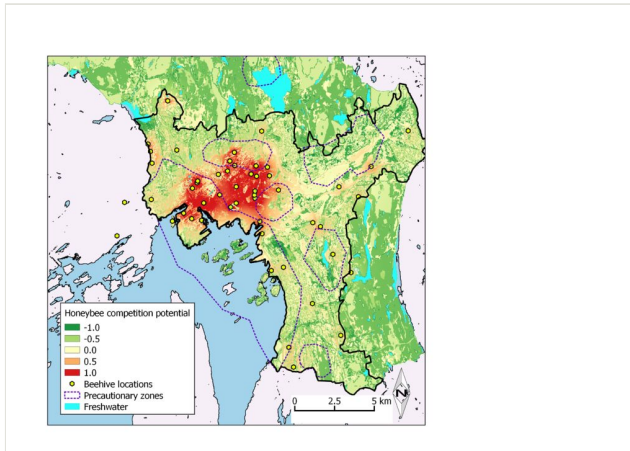 Honeybee competition potential
-1.0
-0.5
0.0
0.5
1.0
Beehive locations
Precautionary zones
Freshwater
0 2.5 5 km
N